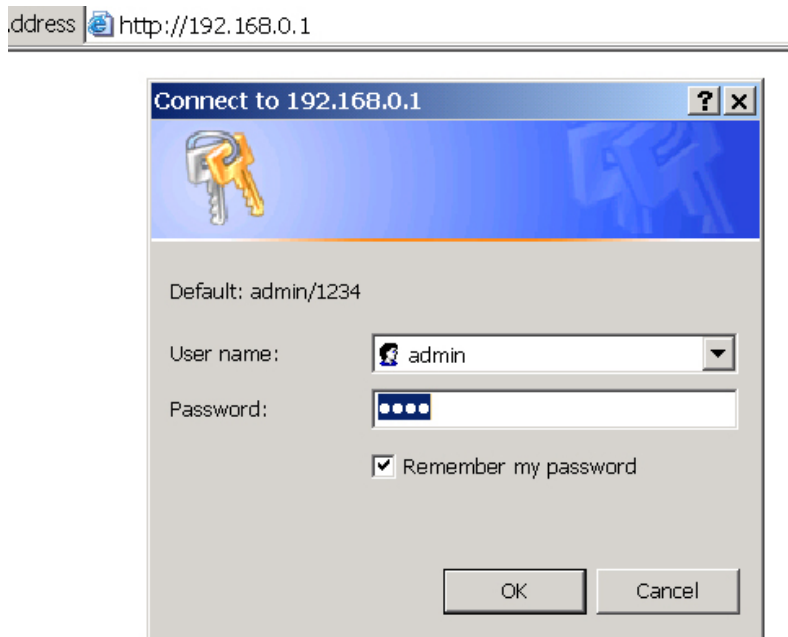 ddress http://192.168.0.1
Connect to 192.168.0.1
Default: admin/1234
User name: admin
Password: ••••
Remember my password
OK Cancel